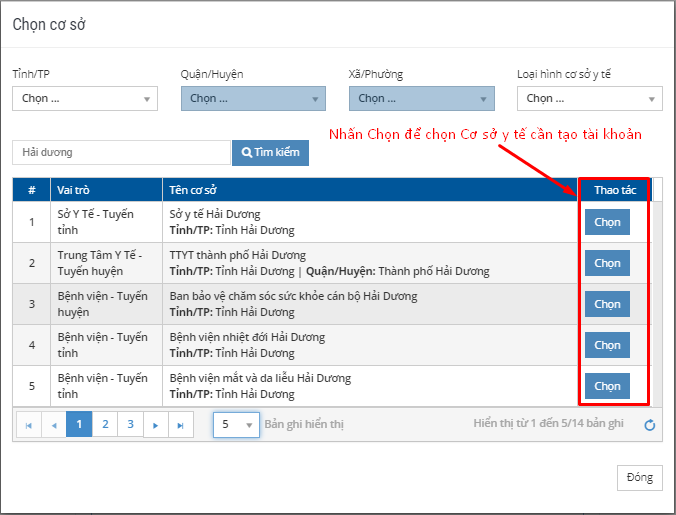 Chọn cơ sở
Tỉnh/TP Quận/Huyện Xã/Phường Loại hình cơ sở y tế
Chọn ... Chọn ... Chọn ... Chọn ...
Nhấn Chọn để chọn Cơ sở y tế cần tạo tài khoản
Hải dương Tìm kiếm
# Vai trò Tên cơ sở Thao tác
1 Sở Y Tế - Tuyến tỉnh Sở y tế Hải Dương Chọn
Tỉnh/TP: Tỉnh Hải Dương
2 Trung Tâm Y Tế - Tuyến huyện TTYT thành phố Hải Dương Chọn
Tỉnh/TP: Tỉnh Hải Dương | Quận/Huyện: Thành phố Hải Dương
3 Bệnh viện - Tuyến huyện Ban bảo vệ chăm sóc sức khỏe cán bộ Hải Dương Chọn
Tỉnh/TP: Tỉnh Hải Dương
4 Bệnh viện - Tuyến tỉnh Bệnh viện nhiệt đới Hải Dương Chọn
Tỉnh/TP: Tỉnh Hải Dương
5 Bệnh viện - Tuyến tỉnh Bệnh viện mắt và da liễu Hải Dương Chọn
Tỉnh/TP: Tỉnh Hải Dương
1 2 3 5 Bản ghi hiển thị Hiển thị từ 1 đến 5/14 bản ghi
Đóng